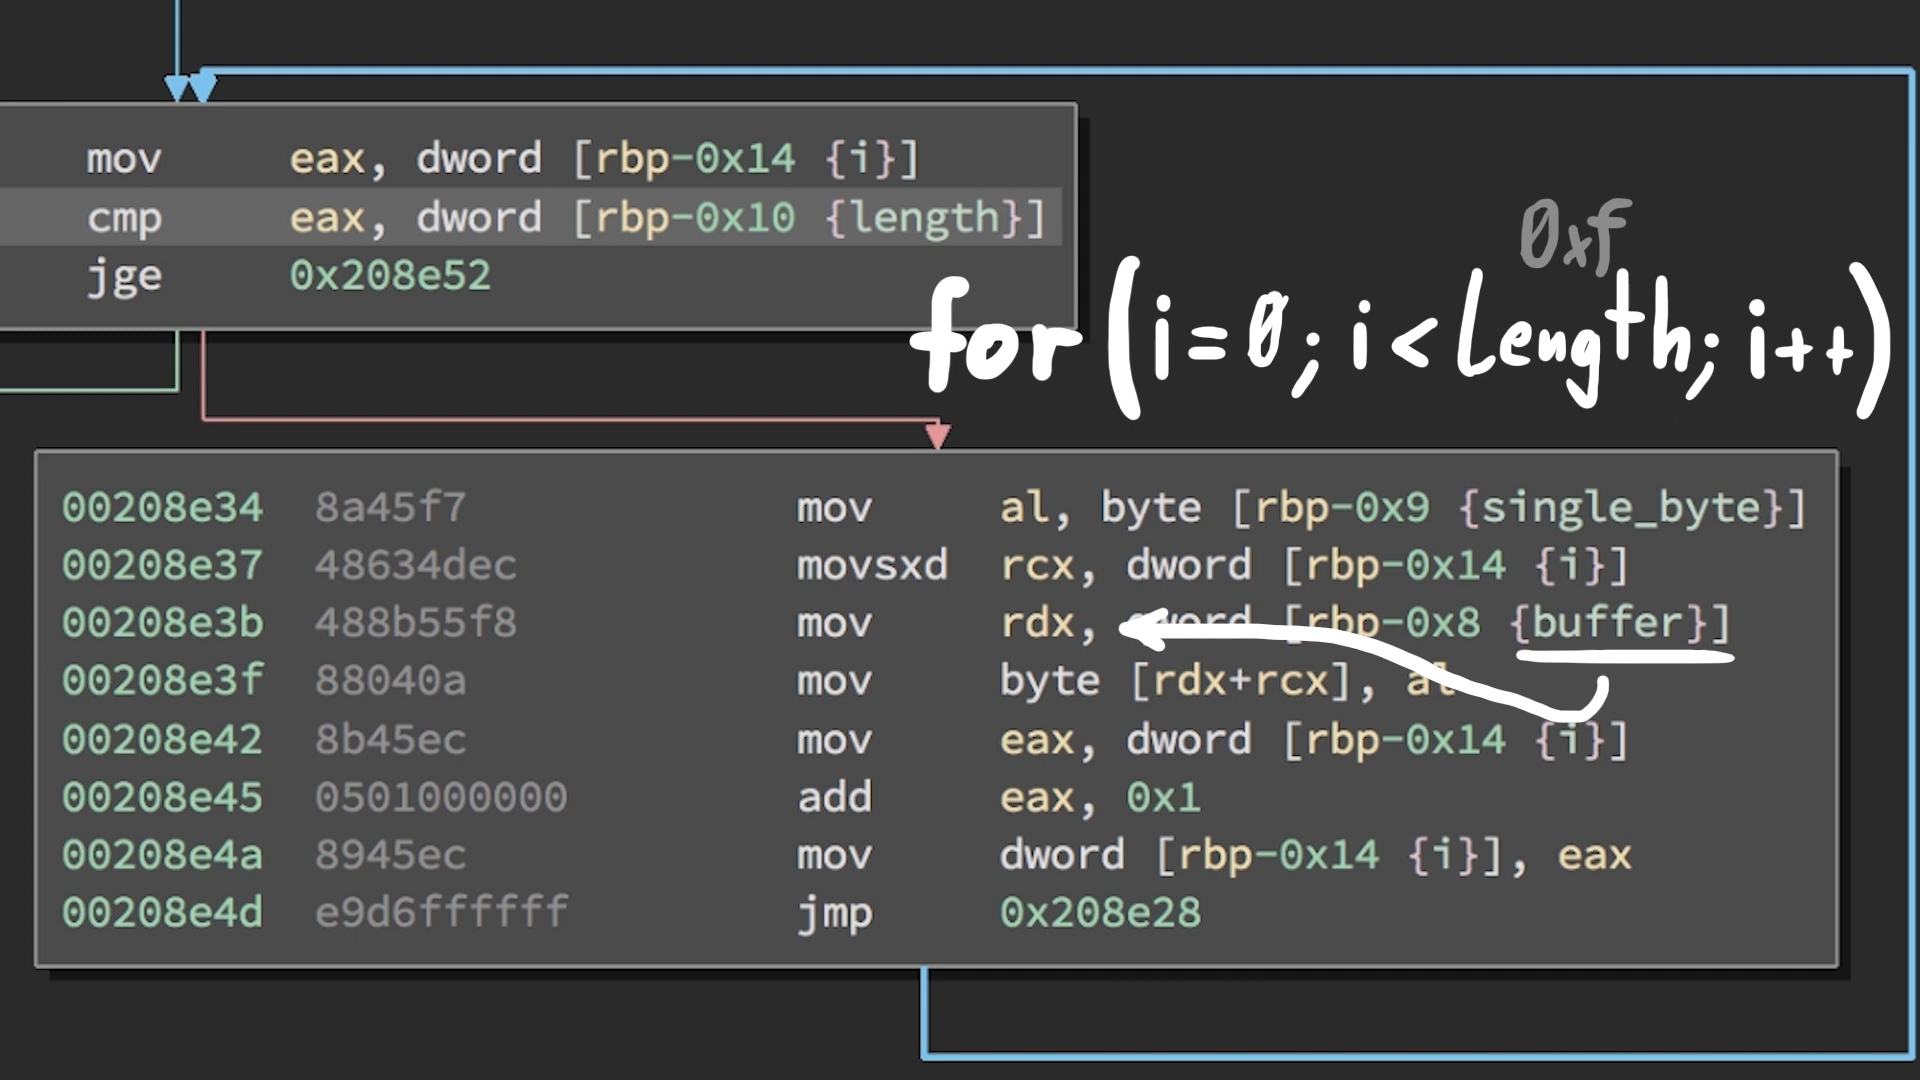 mov eax, dword [rbp-0x14 {i}]
cmp eax, dword [rbp-0x10 {length}]
jge 0x208e52
0xf
for(i=0; i<Length; i++)
00208e34 8a45f7 mov al, byte [rbp-0x9 {single_byte}]
00208e37 48634dec movsxd rcx, dword [rbp-0x14 {i}]
00208e3b 488b55f8 mov rdx, qword [rbp-0x8 {buffer}]
00208e3f 88040a mov byte [rdx+rcx], al
00208e42 8b45ec mov eax, dword [rbp-0x14 {i}]
00208e45 0501000000 add eax, 0x1
00208e4a 8945ec mov dword [rbp-0x14 {i}], eax
00208e4d e9d6ffffff jmp 0x208e28